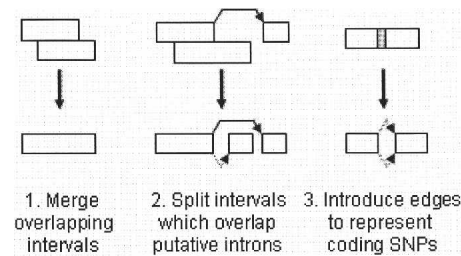 1. Merge
overlapping
intervals
2. Split intervals
which overlap
putative introns
3. Introduce edges
to represent
coding SNPs